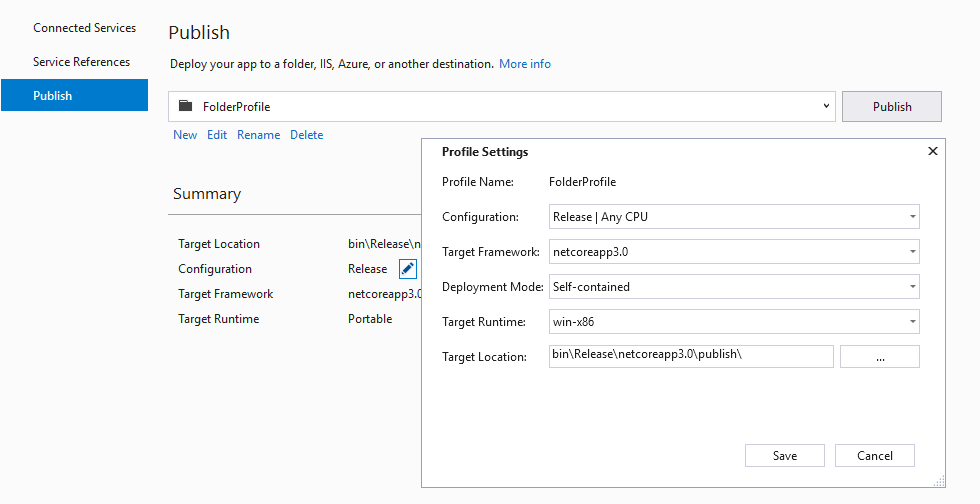 Connected Services
Service References
Publish
Publish
Deploy your app to a folder, IIS, Azure, or another destination. More info
FolderProfile
Publish
New Edit Rename Delete
Summary
Target Location bin\Release\n
Configuration Release
Target Framework netcoreapp3.0
Target Runtime Portable
Profile Settings
Profile Name: FolderProfile
Configuration: Release | Any CPU
Target Framework: netcoreapp3.0
Deployment Mode: Self-contained
Target Runtime: win-x86
Target Location: bin\Release\netcoreapp3.0\publish\ ...
Save Cancel